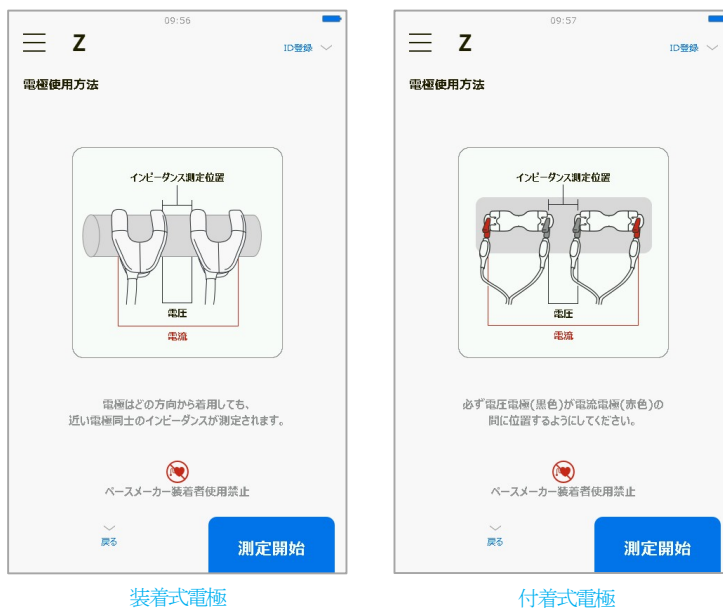 09:56
Z
ID登録
電極使用方法
インピーダンス測定位置
電圧
電流
電極はどの方向から着用しても、
近い電極同士のインピーダンスが測定されます。
ペースメーカー装着者使用禁止
戻る
測定開始
装着式電極
09:57
Z
ID登録
電極使用方法
インピーダンス測定位置
電圧
電流
必ず電圧電極(黒色)が電流電極(赤色)の
間に位置するようにしてください。
ペースメーカー装着者使用禁止
戻る
測定開始
付着式電極